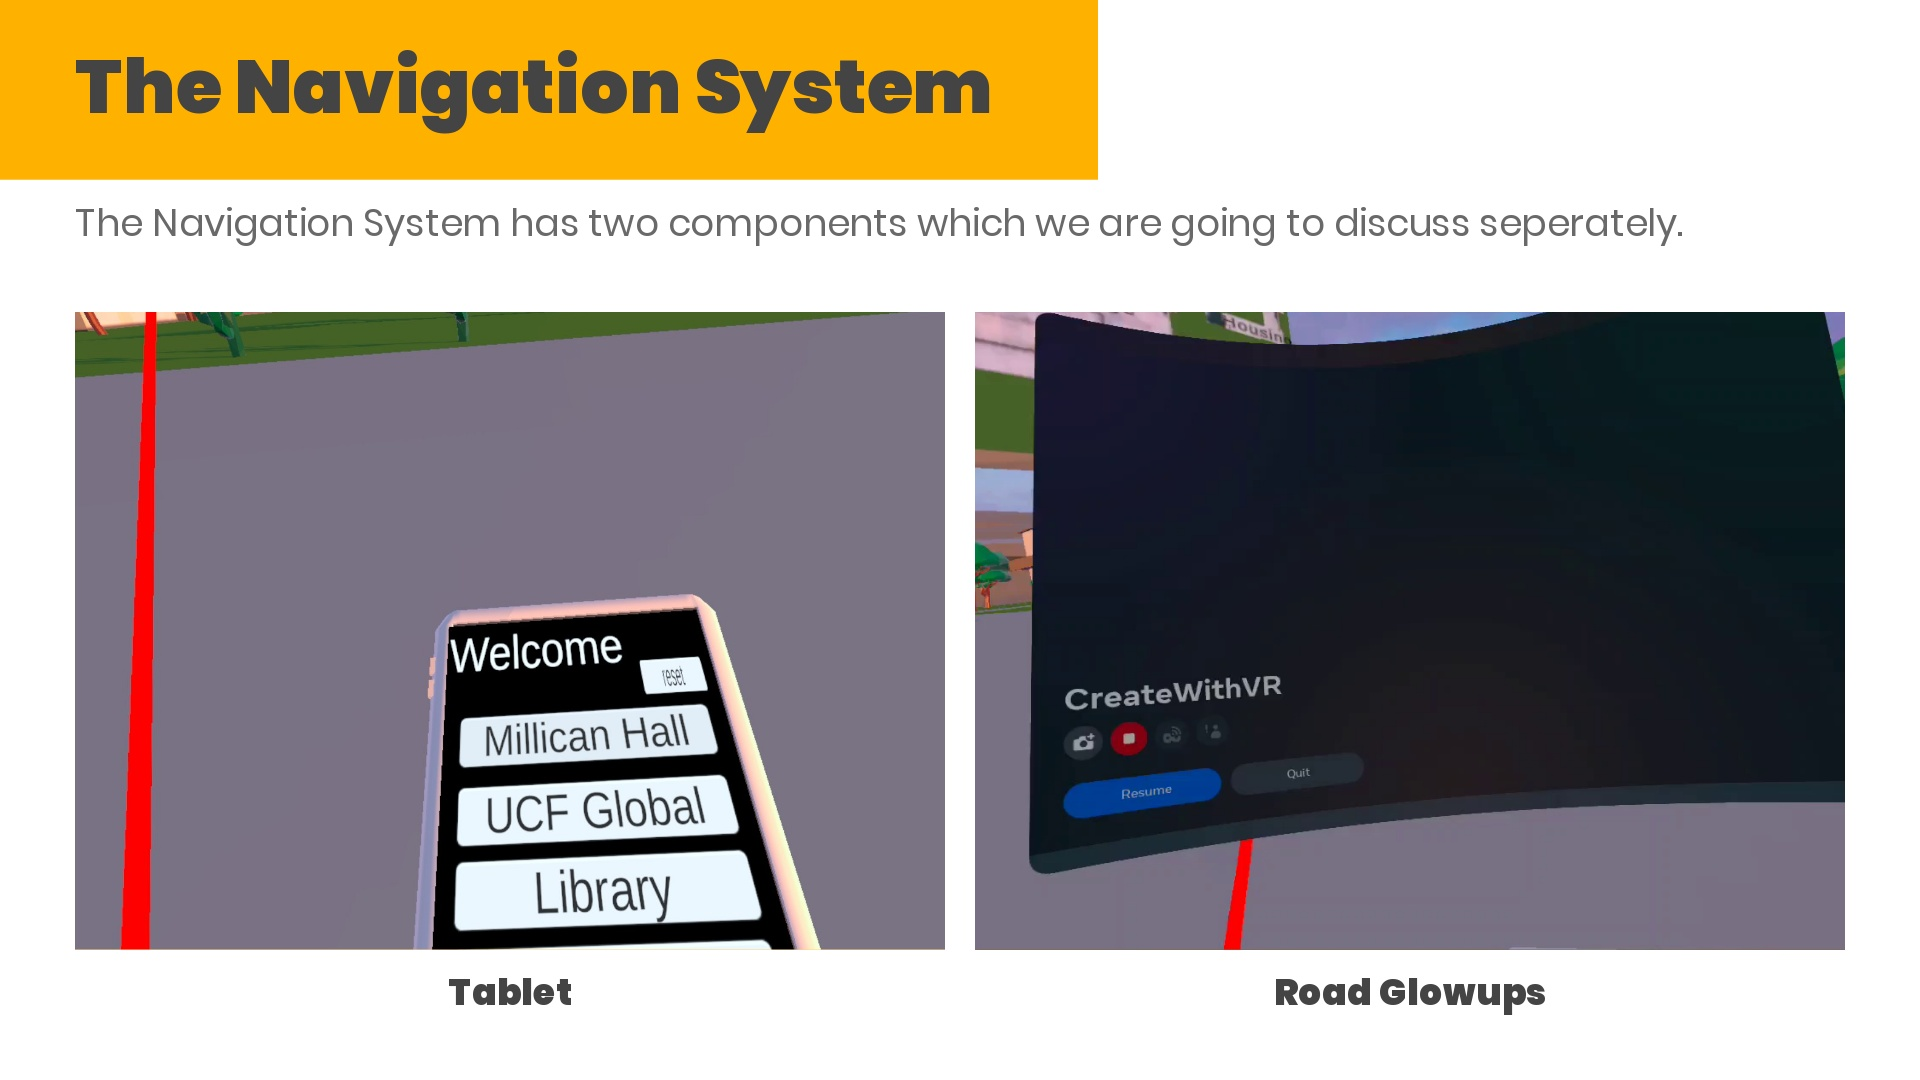 The Navigation System
The Navigation System has two components which we are going to discuss seperately.
Welcome
reset
Millican Hall
UCF Global
Library
Housin
CreateWithVR
Resume
Quit
Tablet
Road Glowups